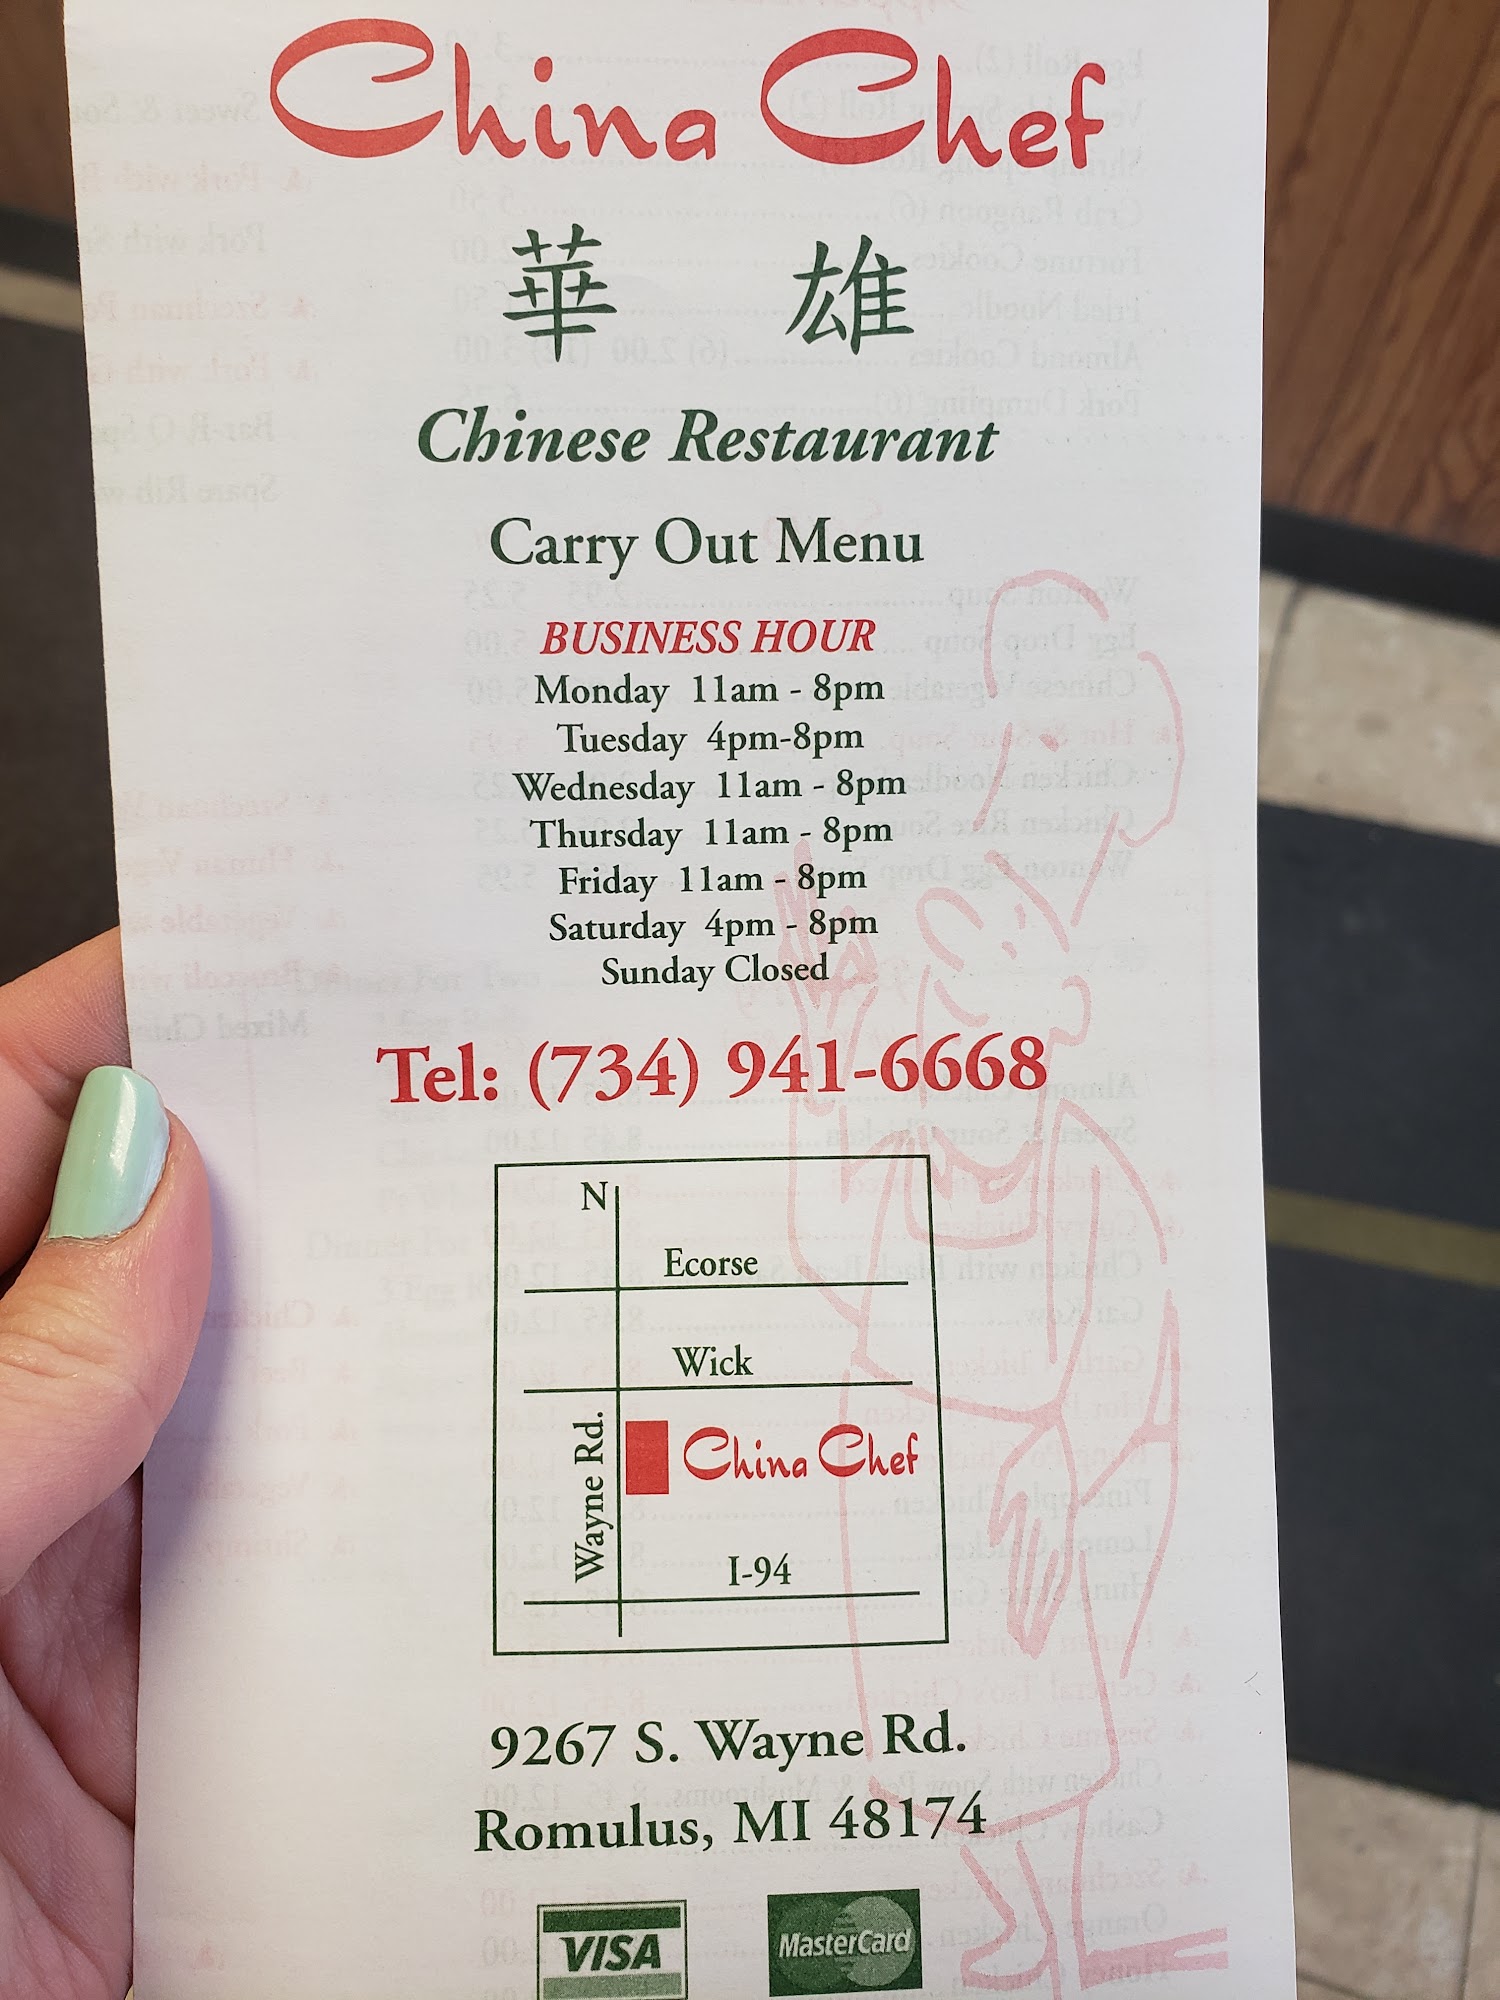 China Chef
華 雄
Chinese Restaurant
Carry Out Menu
BUSINESS HOUR
Monday 11am - 8pm
Tuesday 4pm-8pm
Wednesday 11am - 8pm
Thursday 11am - 8pm
Friday 11am - 8pm
Saturday 4pm - 8pm
Sunday Closed
Tel: (734) 941-6668
N
Ecorse
Wick
Wayne Rd.
China Chef
I-94
9267 S. Wayne Rd.
Romulus, MI 48174
VISA
MasterCard